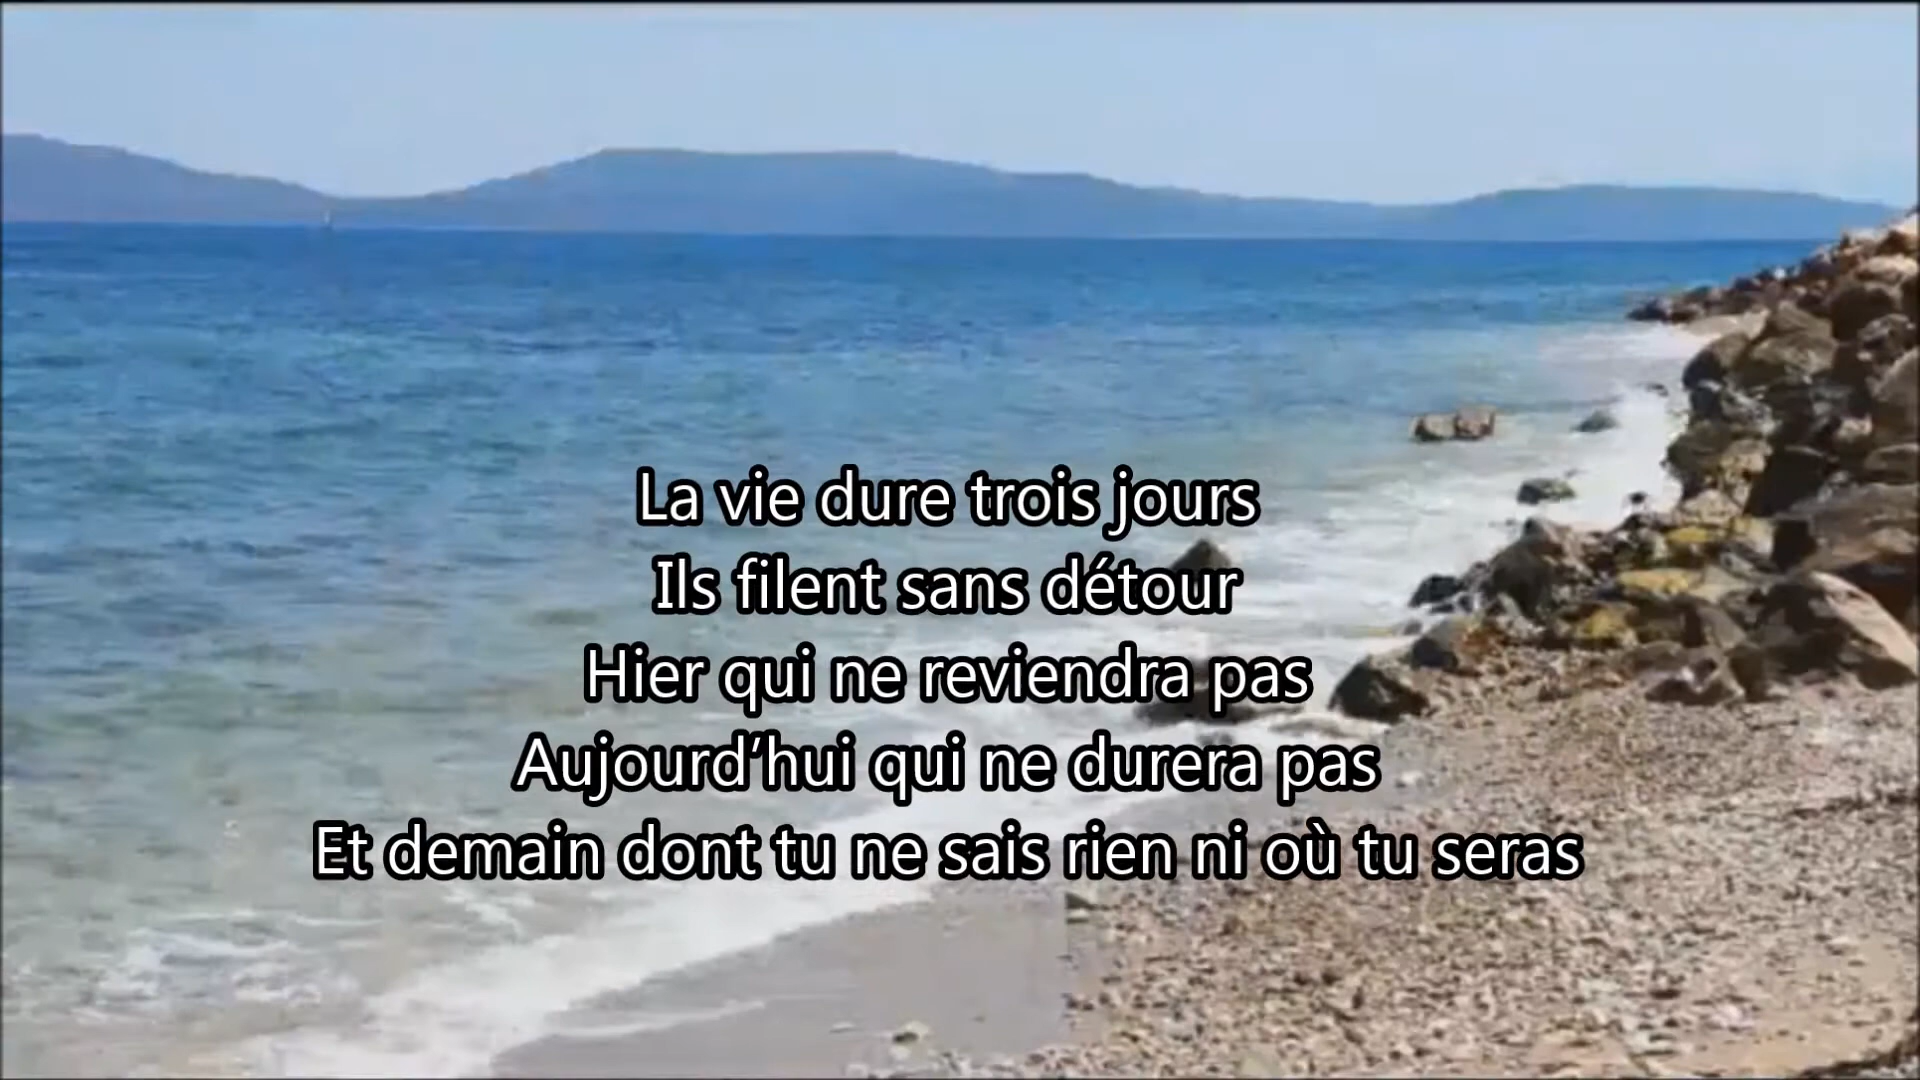 La vie dure trois jours
Ils filent sans détour
Hier qui ne reviendra pas
Aujourd’hui qui ne durera pas
Et demain dont tu ne sais rien ni où tu seras